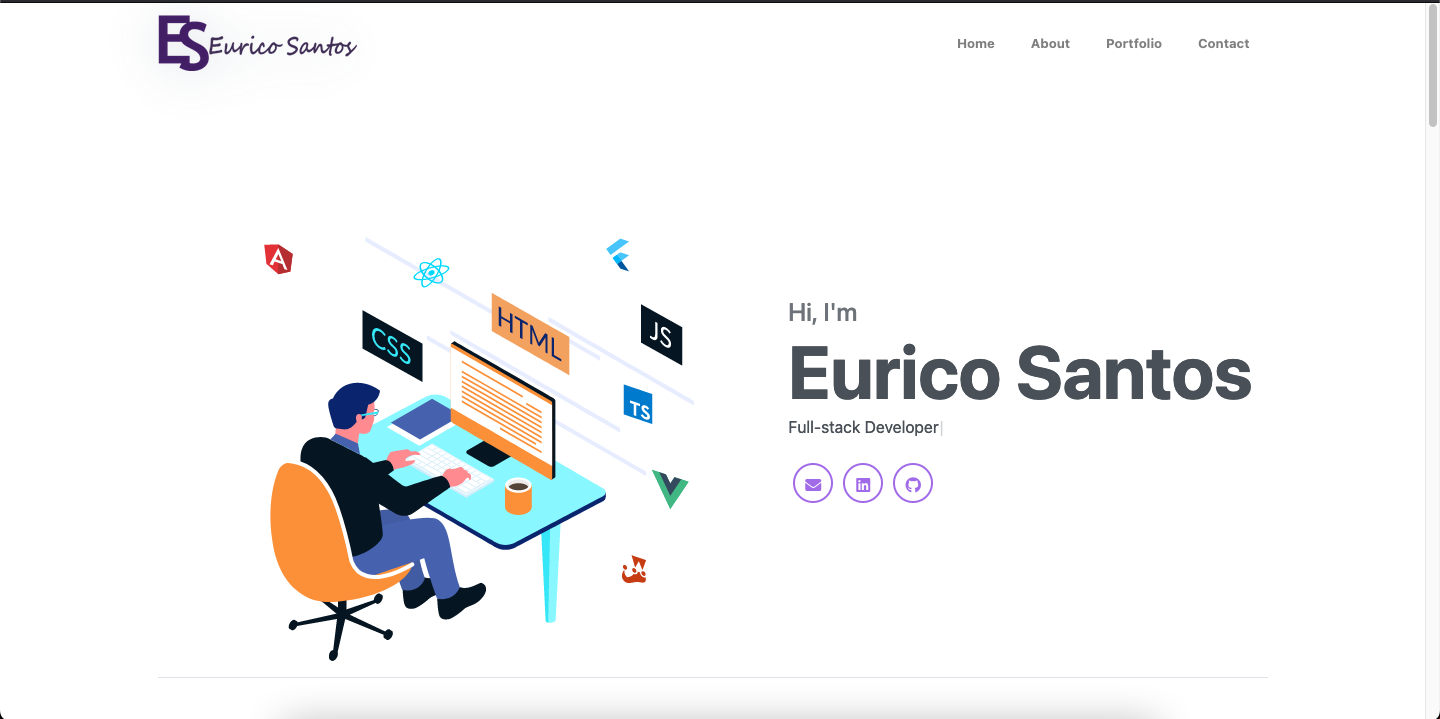 ES Eurico Santos
Home About Portfolio Contact
CSS
HTML
JS
TS
Hi, I'm
Eurico Santos
Full-stack Developer